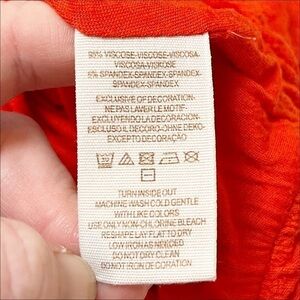 VISCOSE-VISCOSE-VISCOSA-
VISCOSA-VISKOSE
5% SPANDEX-SPANDEX-SPANDEX-
SPANDEX-SPANDEX
EXCLUSIVE OF DECORATION-
NE PAS LAVER LE MOTIF-
EXCLUYENDO LA DECORACION-
ESCLUSO IL DECORO-OHNE DEKO-
EXCEPTO DECORAÇÃO
TURN INSIDE OUT
MACHINE WASH COLD GENTLE
WITH LIKE COLORS
USE ONLY NON-CHLORINE BLEACH
RESHAPE LAY FLAT TO DRY
LOW IRON AS NEEDED
DO NOT DRY CLEAN
DO NOT IRON DECORATION